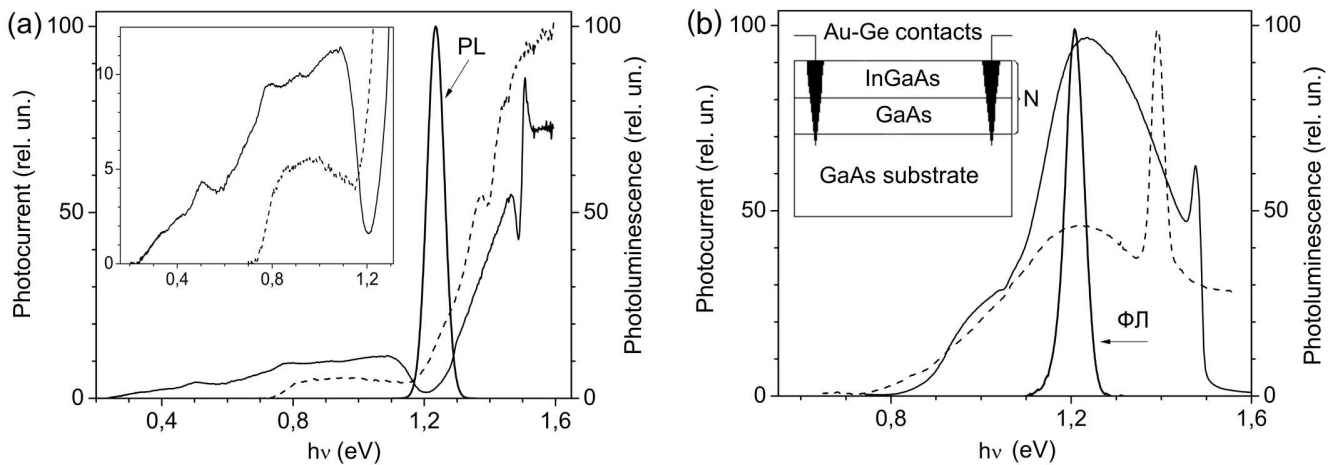 (a)
Photocurrent (rel. un.)
100
50
0
10
5
0
0,4
0,8
1,2
PL
100
50
0
Photoluminescence (rel. un.)
0,4
0,8
1,2
1,6
hν (eV)
(b)
Photocurrent (rel. un.)
100
50
0
Au-Ge contacts
InGaAs
N
GaAs
GaAs substrate
ФЛ
100
50
0
Photoluminescence (rel. un.)
0,8
1,2
1,6
hν (eV)